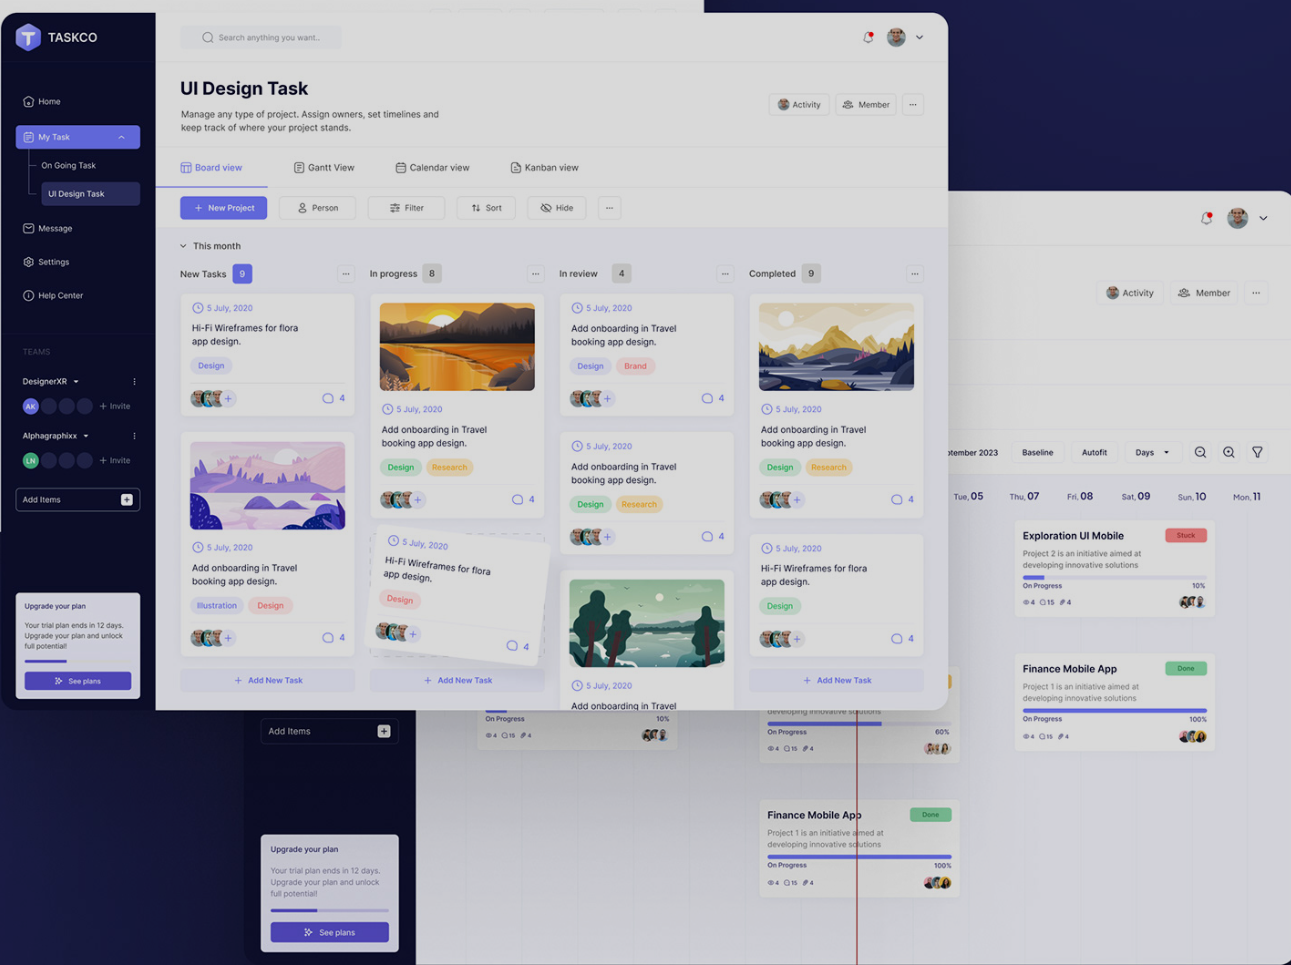 TASKCO
Search anything you want..
Home
My Task
On Going Task
UI Design Task
Message
Settings
Help Center
TEAMS
DesignerXR
AK
+ Invite
Alphagraphixx
LN
+ Invite
Add Items
Upgrade your plan
Your trial plan ends in 12 days.
Upgrade your plan and unlock
full potential!
See plans
UI Design Task
Manage any type of project. Assign owners, set timelines and
keep track of where your project stands.
Activity
Member
Board view
Gantt View
Calendar view
Kanban view
+ New Project
Person
Filter
Sort
Hide
This month
New Tasks 9
5 July, 2020
Hi-Fi Wireframes for flora
app design.
Design
4
5 July, 2020
Add onboarding in Travel
booking app design.
Illustration Design
4
+ Add New Task
In progress 8
5 July, 2020
Add onboarding in Travel
booking app design.
Design Research
4
5 July, 2020
Hi-Fi Wireframes for flora
app design.
Design
4
+ Add New Task
In review 4
5 July, 2020
Add onboarding in Travel
booking app design.
Design Brand
4
5 July, 2020
Add onboarding in Travel
booking app design.
Design Research
4
5 July, 2020
Add onboarding in Travel
Completed 9
5 July, 2020
Add onboarding in Travel
booking app design.
Design Research
4
5 July, 2020
Hi-Fi Wireframes for flora
app design.
Design
4
+ Add New Task
Activity
Member
2023
Baseline
Autofit
Days
Tue, 05
Thu, 07
Fri, 08
Sat, 09
Sun, 10
Mon, 11
Exploration UI Mobile
Stuck
Project 2 is an initiative aimed at
developing innovative solutions
On Progress 10%
4 15 4
Finance Mobile App
Done
Project 1 is an initiative aimed at
developing innovative solutions
On Progress 100%
4 15 4
On Progress 10%
4 15 4
developing innovative solutions
On Progress 60%
4 15 4
Finance Mobile App
Done
Project 1 is an initiative aimed at
developing innovative solutions
On Progress 100%
4 15 4
Add Items
Upgrade your plan
Your trial plan ends in 12 days.
Upgrade your plan and unlock
full potential!
See plans